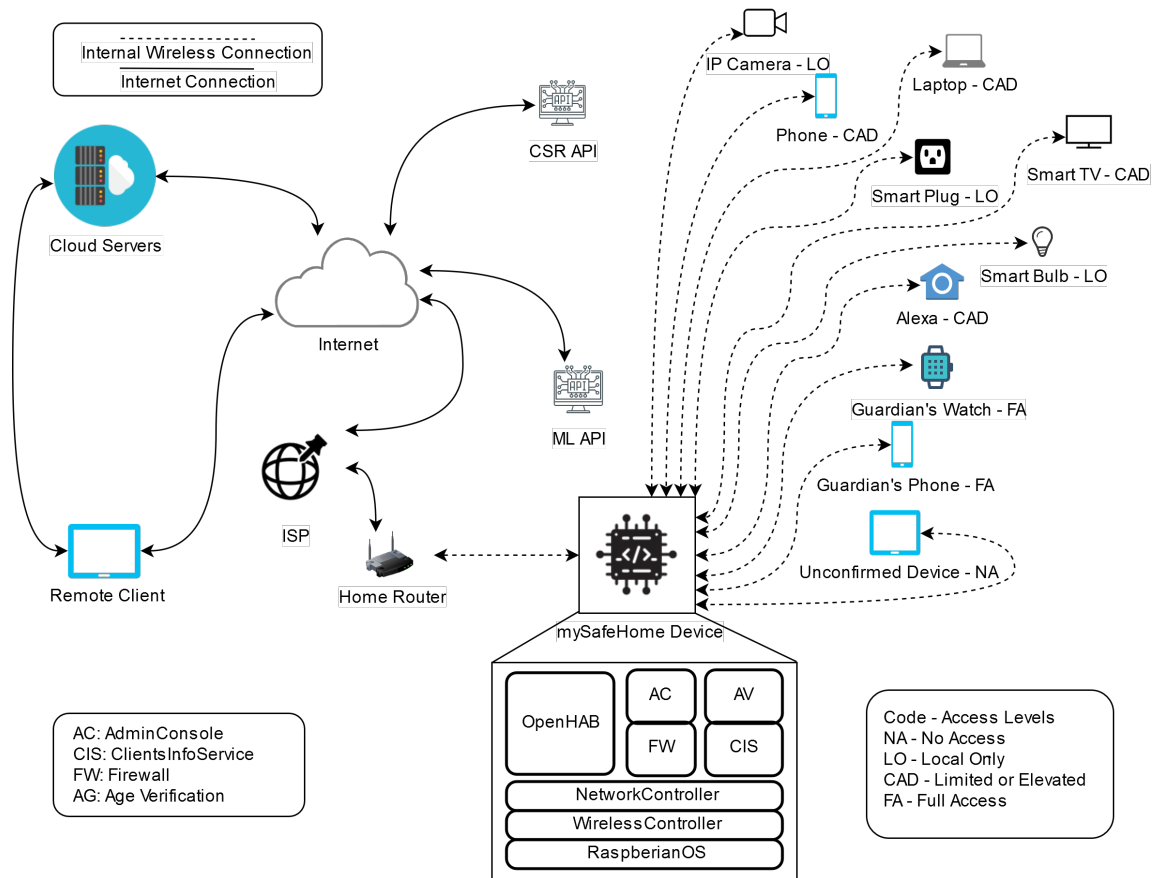 Internal Wireless Connection
Internet Connection
IP Camera - LO
Laptop - CAD
Phone - CAD
API
CSR API
Smart TV - CAD
Smart Plug - LO
Cloud Servers
Smart Bulb - LO
Alexa - CAD
Internet
API
ML API
Guardian's Watch - FA
Guardian's Phone - FA
ISP
</>
Unconfirmed Device - NA
Remote Client
Home Router
mySafeHome Device
OpenHAB
AC
AV
FW
CIS
NetworkController
WirelessController
RaspberianOS
AC: AdminConsole
CIS: ClientsInfoService
FW: Firewall
AG: Age Verification
Code - Access Levels
NA - No Access
LO - Local Only
CAD - Limited or Elevated
FA - Full Access